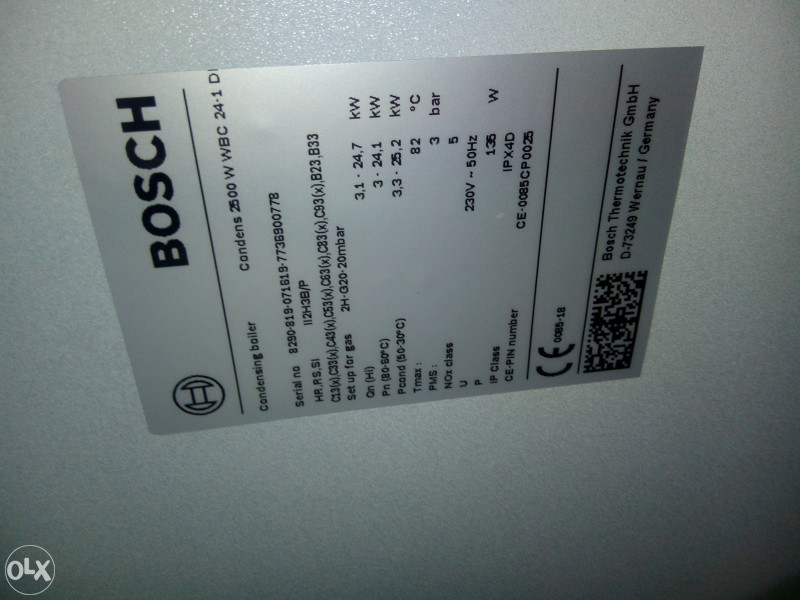 BOSCH
Condensing boiler Condens 2500 W WBC 24-1 D
Serial no 8290-819-071619-7736900778
HR,RS,SI II2H3B/P
C13(x),C33(x),C43(x),C53(x),C63(x),C83(x),C93(x),B23,B33
Set up for gas 2H-G20-20mbar
Qn (Hi) 3,1 - 24,7 kW
Pn (80-60°C) 3 - 24,1 kW
Pcond (50-30°C) 3,3 - 25,2 kW
Tmax : 82 °C
PMS : 3 bar
NOx class 5
U 230V ~ 50Hz
P 135 W
IP Class IPX4D
CE-PIN number CE-0085CP0025
CE 0085-18
Bosch Thermotechnik GmbH
D-73249 Wernau / Germany
OLX